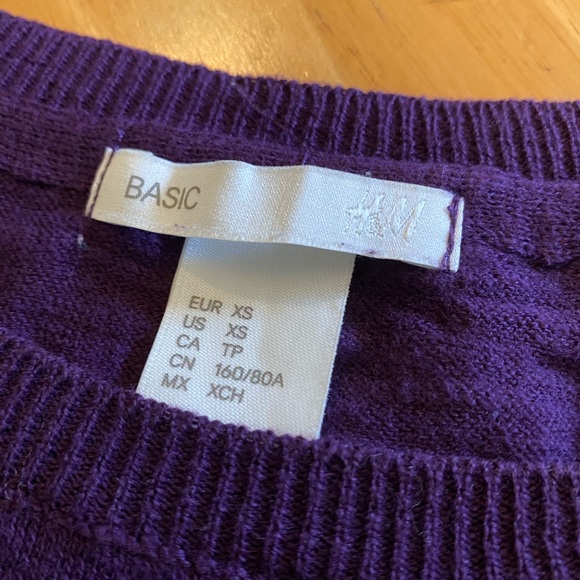 BASIC H&M
EUR XS
US XS
CA TP
CN 160/80A
MX XCH